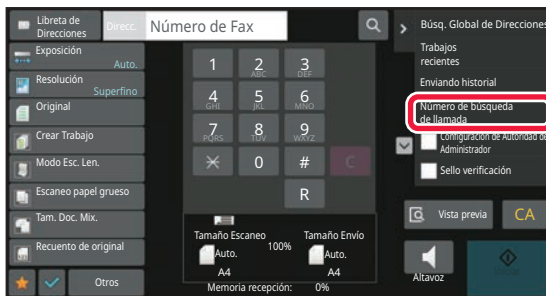 Libreta de
Direcciones
Direcc.
Número de Fax
Exposición
Auto.
Resolución
Superfino
Original
Crear Trabajo
Modo Esc. Len.
Escaneo papel grueso
Tam. Doc. Mix.
Recuento de original
Otros
1
2
ABC
3
DEF
4
GHI
5
JKL
6
MNO
7
PQRS
8
TUV
9
WXYZ
0
#
C
R
Tamaño Escaneo
Tamaño Envío
100%
Auto.
Auto.
A4
A4
Memoria recepción: 0%
Búsq. Global de Direcciones
Trabajos
recientes
Enviando historial
Número de búsqueda
de llamada
Configuración de Autoridad de
Administrador
Sello verificación
Vista previa
CA
Altavoz